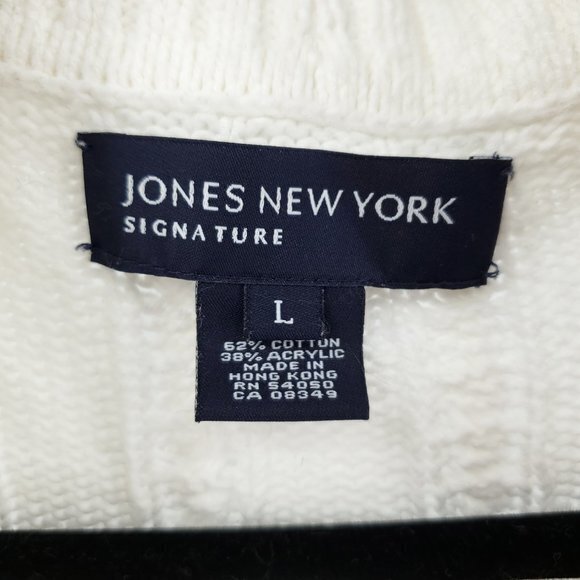 JONES NEW YORK
SIGNATURE
L
62% COTTON
38% ACRYLIC
MADE IN
HONG KONG
RN 54050
CA 08349